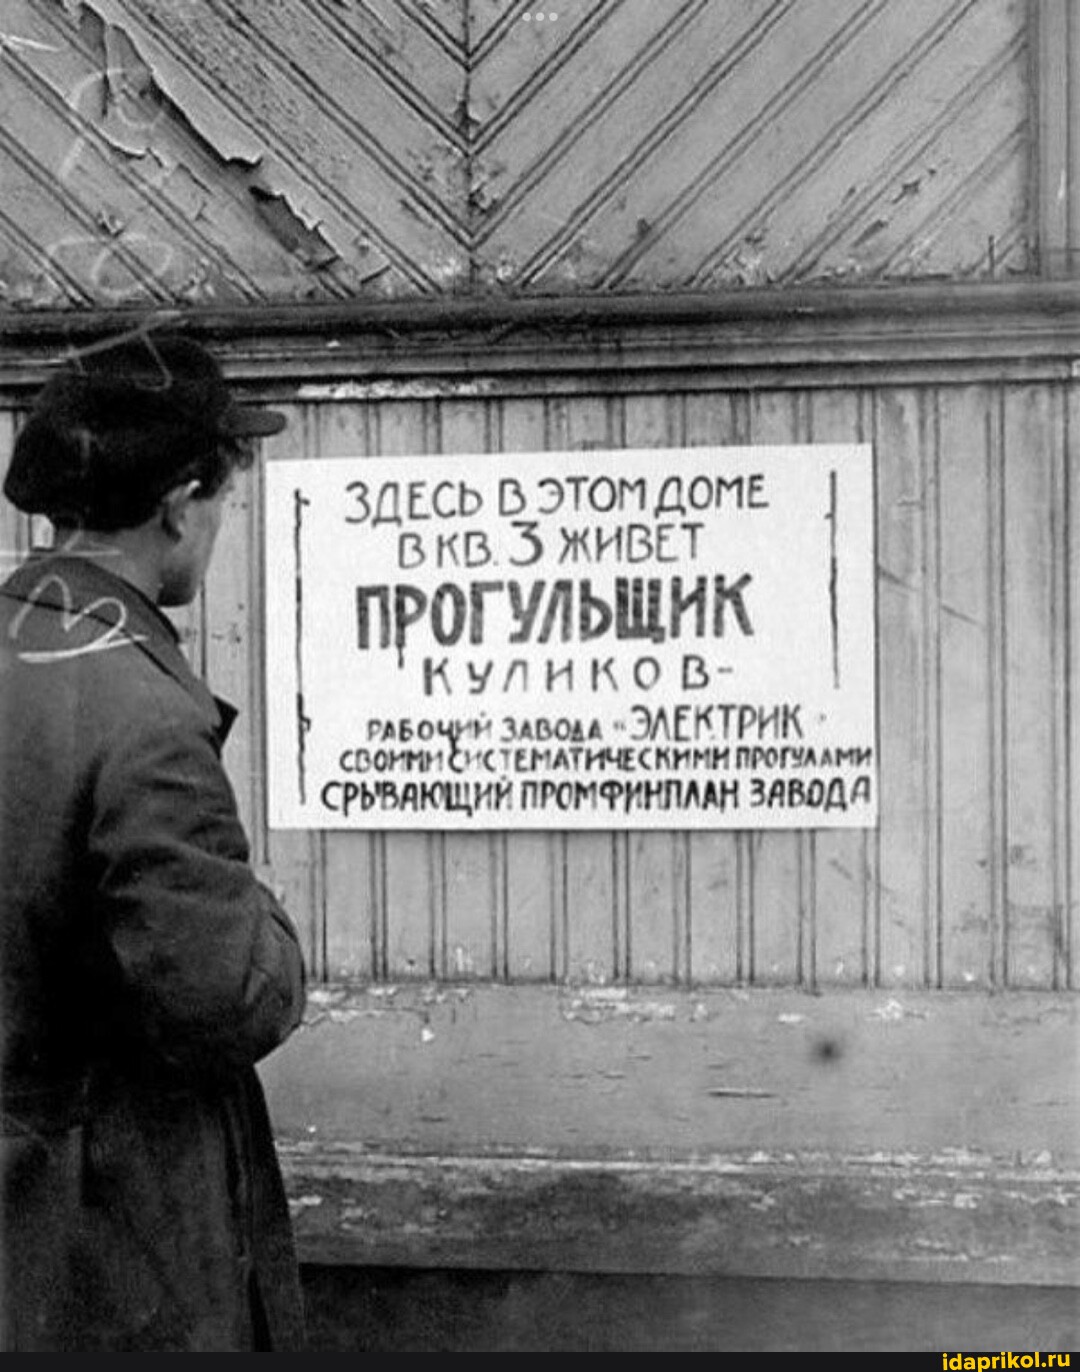 ЗДЕСЬ В ЭТОМ ДОМЕ
В КВ. 3 ЖИВЕТ
ПРОГУЛЬЩИК
КУЛИКОВ-
РАБОЧИЙ ЗАВОДА "ЭЛЕКТРИК"
СВОИМИ СИСТЕМАТИЧЕСКИМИ ПРОГУЛАМИ
СРЫВАЮЩИЙ ПРОМФИНПЛАН ЗАВОДА
idaprikol.ru